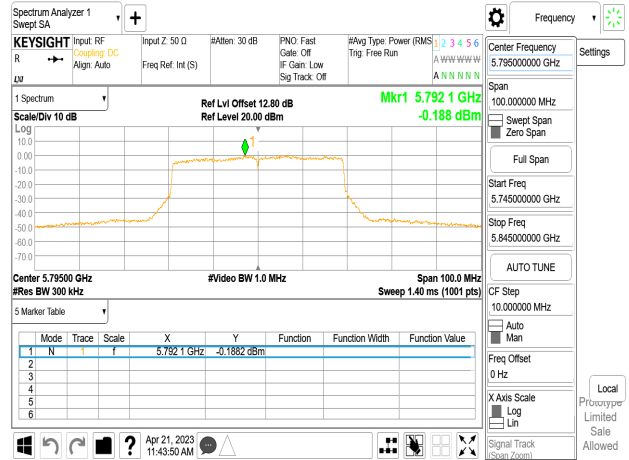 Spectrum Analyzer 1
Swept SA
Frequency
KEYSIGHT
R
Input: RF
Coupling: DC
Align: Auto
Input Z: 50 Ω
Freq Ref: Int (S)
#Atten: 30 dB
PNO: Fast
Gate: Off
IF Gain: Low
Sig Track: Off
#Avg Type: Power (RMS
Trig: Free Run
1 2 3 4 5 6
A W W W W W
A N N N N N
1 Spectrum
Scale/Div 10 dB
Ref Lvl Offset 12.80 dB
Ref Level 20.00 dBm
Mkr1 5.792 1 GHz
-0.188 dBm
Log
10.0
0.00
-10.0
-20.0
-30.0
-40.0
-50.0
-60.0
-70.0
1
Center 5.79500 GHz
#Res BW 300 kHz
#Video BW 1.0 MHz
Span 100.0 MHz
Sweep 1.40 ms (1001 pts)
5 Marker Table
Mode Trace Scale X Y Function Function Width Function Value
1 N 1 f 5.792 1 GHz -0.1882 dBm
2
3
4
5
6
Apr 21, 2023
11:43:50 AM
?
Center Frequency
5.795000000 GHz
Span
100.000000 MHz
Swept Span
Zero Span
Full Span
Start Freq
5.745000000 GHz
Stop Freq
5.845000000 GHz
AUTO TUNE
CF Step
10.000000 MHz
Auto
Man
Freq Offset
0 Hz
X Axis Scale
Log
Lin
Signal Track
(Span Zoom)
Settings
Local
Prototype
Limited
Sale
Allowed